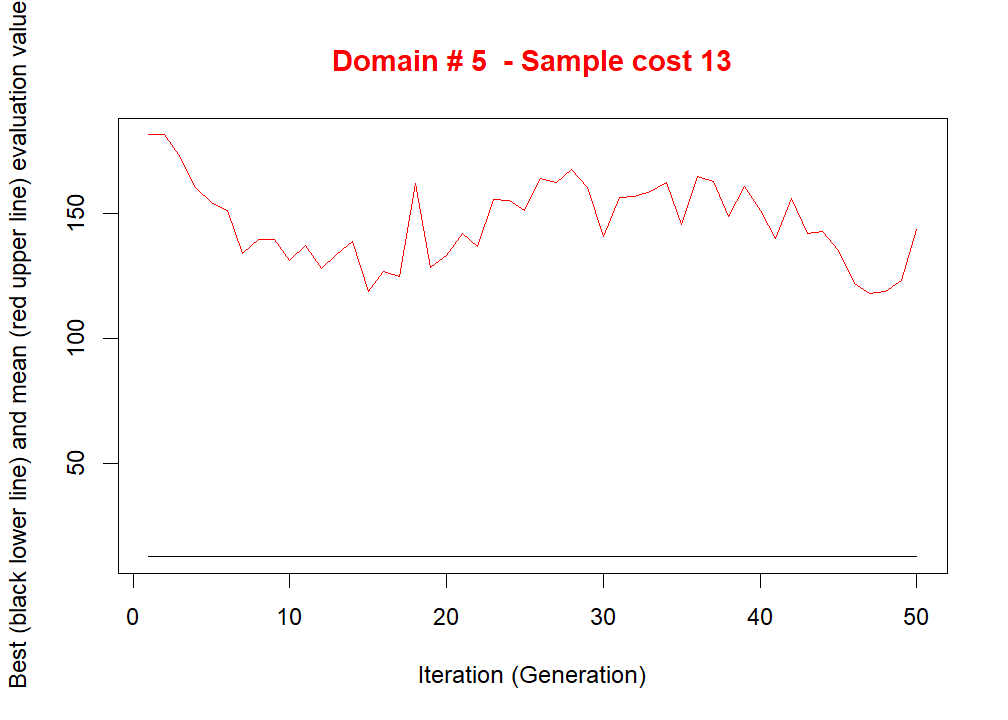 Domain # 5  - Sample cost 13
Best (black lower line) and mean (red upper line) evaluation value
150
100
50
0 10 20 30 40 50
Iteration (Generation)